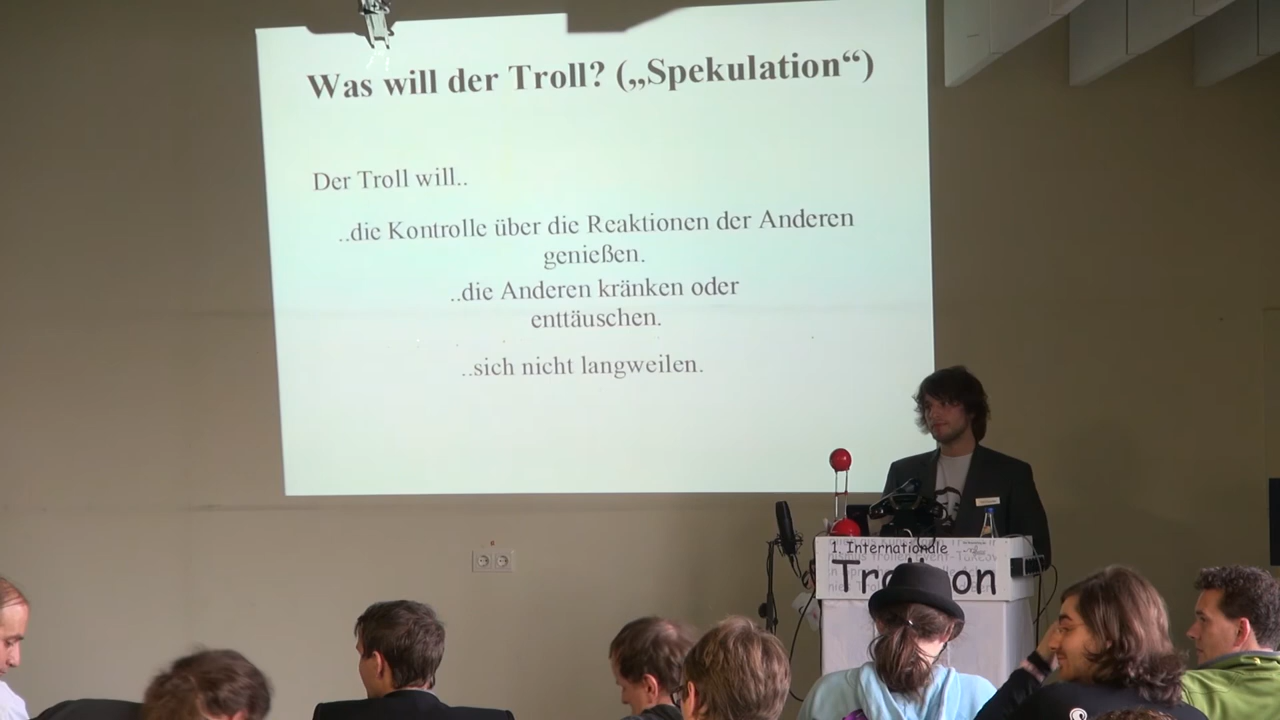 Was will der Troll? („Spekulation“)
Der Troll will..
..die Kontrolle über die Reaktionen der Anderen
genießen.
..die Anderen kränken oder
enttäuschen.
..sich nicht langweilen.
1. Internationale